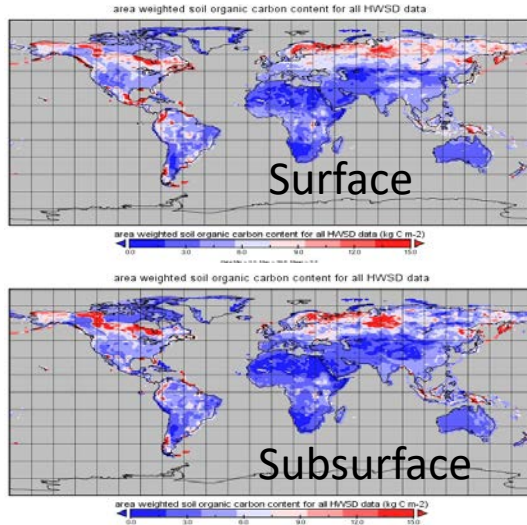 area weighted soil organic carbon content for all HWSD data
Surface
area weighted soil organic carbon content for all HWSD data (kg C m-2)
0.0 3.0 6.0 9.0 12.0 15.0
area weighted soil organic carbon content for all HWSD data
Subsurface
area weighted soil organic carbon content for all HWSD data (kg C m-2)
0.0 3.0 6.0 9.0 12.0 15.0